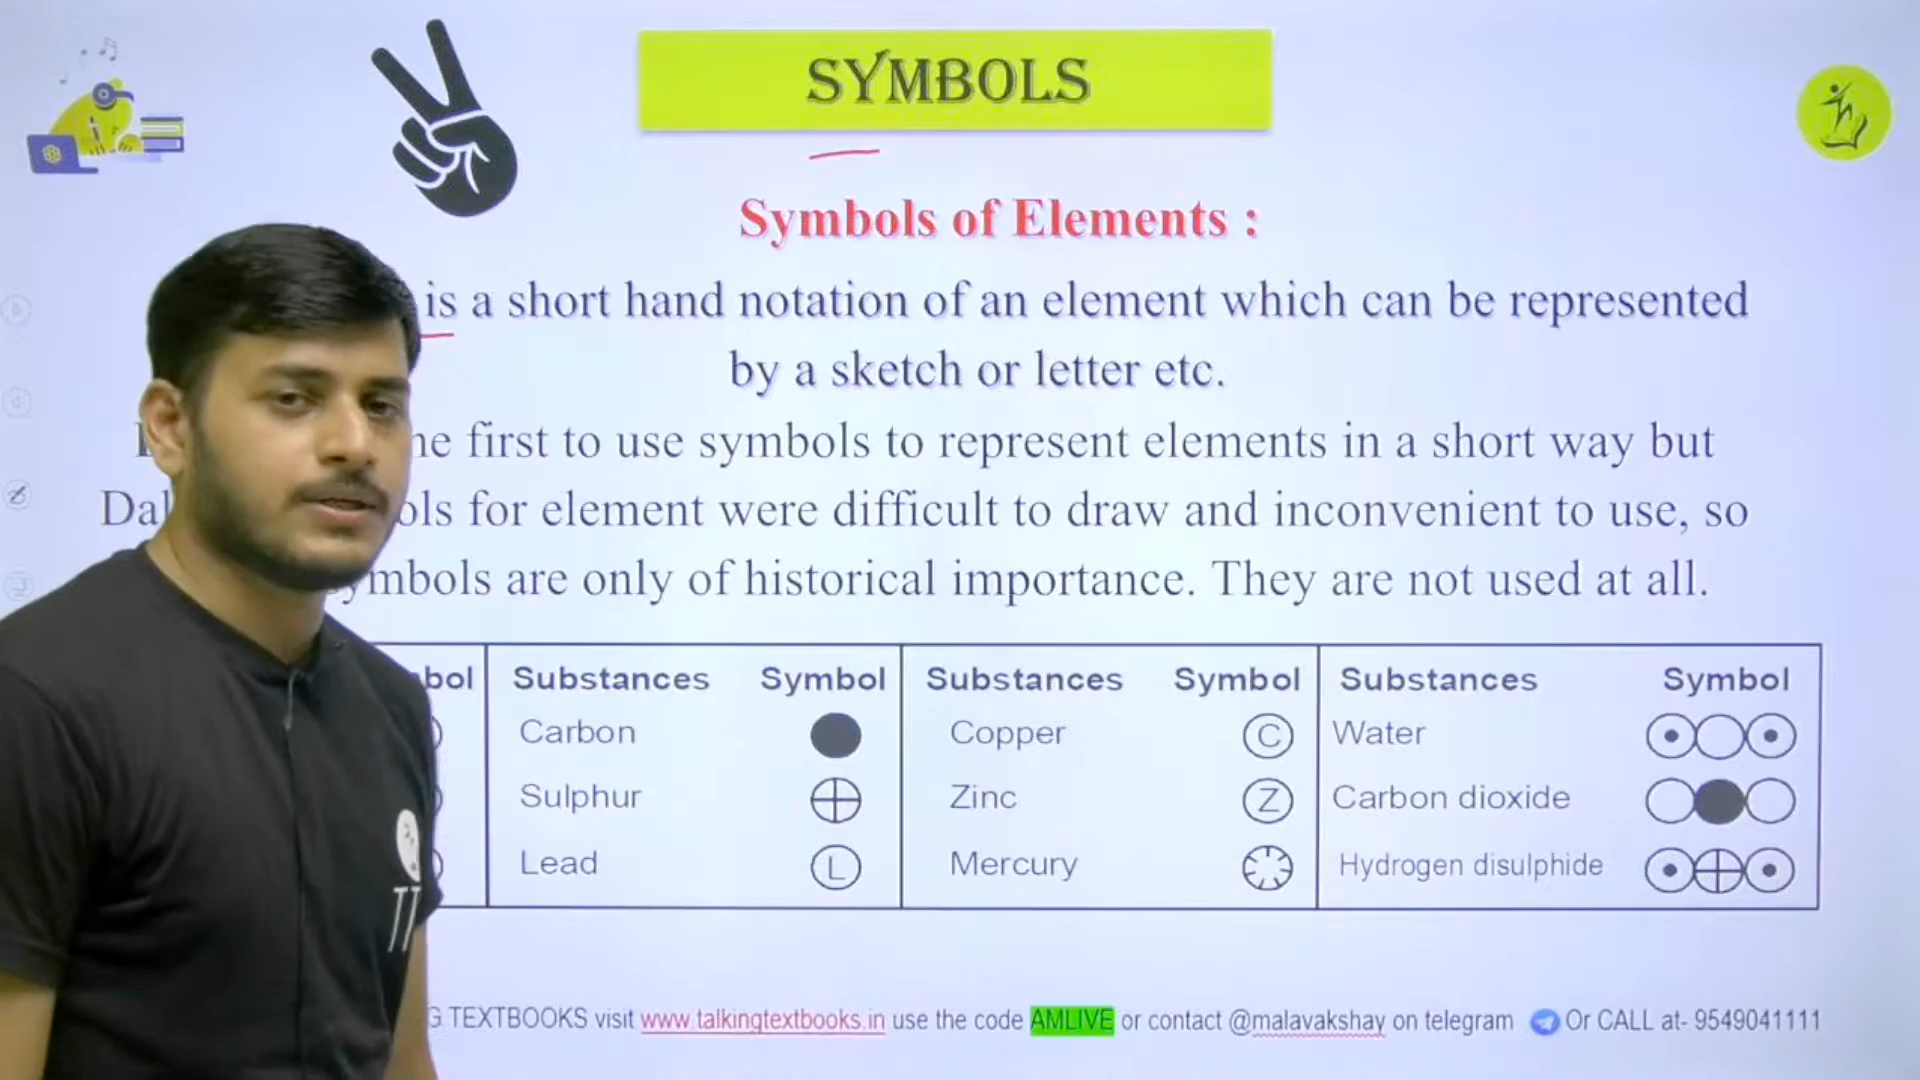 SYMBOLS
Symbols of Elements :
is a short hand notation of an element which can be represented
by a sketch or letter etc.
first to use symbols to represent elements in a short way but
for element were difficult to draw and inconvenient to use, so
are only of historical importance. They are not used at all.
Substances Symbol Substances Symbol Substances Symbol
Carbon Copper C Water
Sulphur Zinc Z Carbon dioxide
Lead L Mercury Hydrogen disulphide
TEXTBOOKS visit www.talkingtextbooks.in use the code AMLIVE or contact @malavakshay on telegram Or CALL at- 9549041111